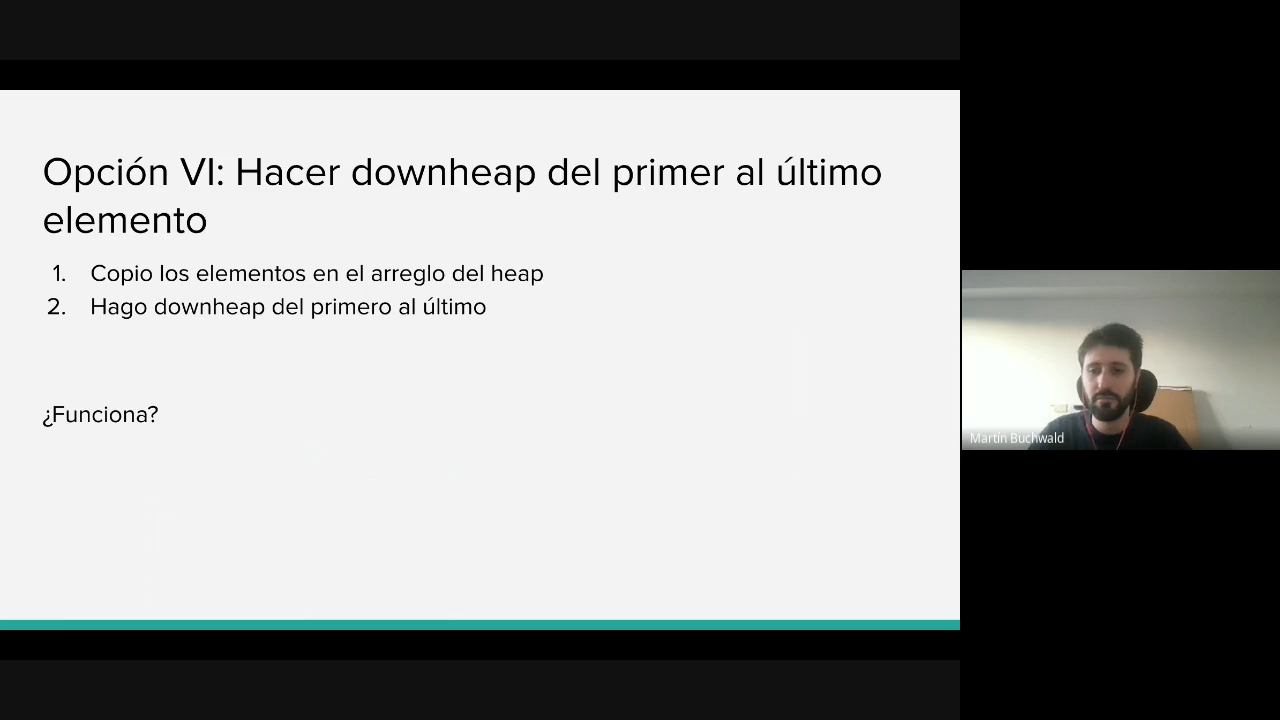 Opción VI: Hacer downheap del primer al último
elemento
1. Copio los elementos en el arreglo del heap
2. Hago downheap del primero al último
¿Funciona?
Martín Buchwald